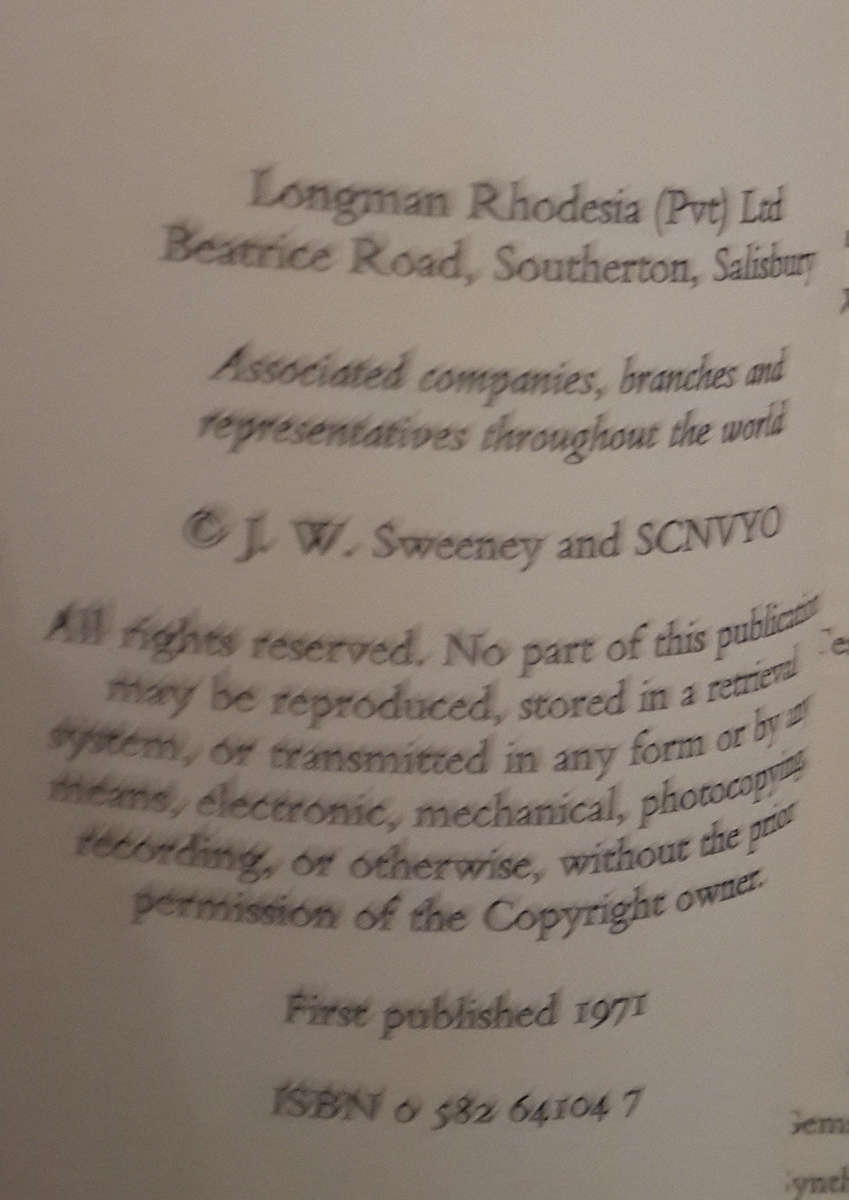 Longman Rhodesia (Pvt) Ltd
Beatrice Road, Southerton, Salisbury
Associated companies, branches and
representatives throughout the world
© J. W. Sweeney and SCNVYO
All rights reserved. No part of this publication
may be reproduced, stored in a retrieval
system, or transmitted in any form or by any
means, electronic, mechanical, photocopying,
recording, or otherwise, without the prior
permission of the Copyright owner.
First published 1971
ISBN 0 582 64104 7